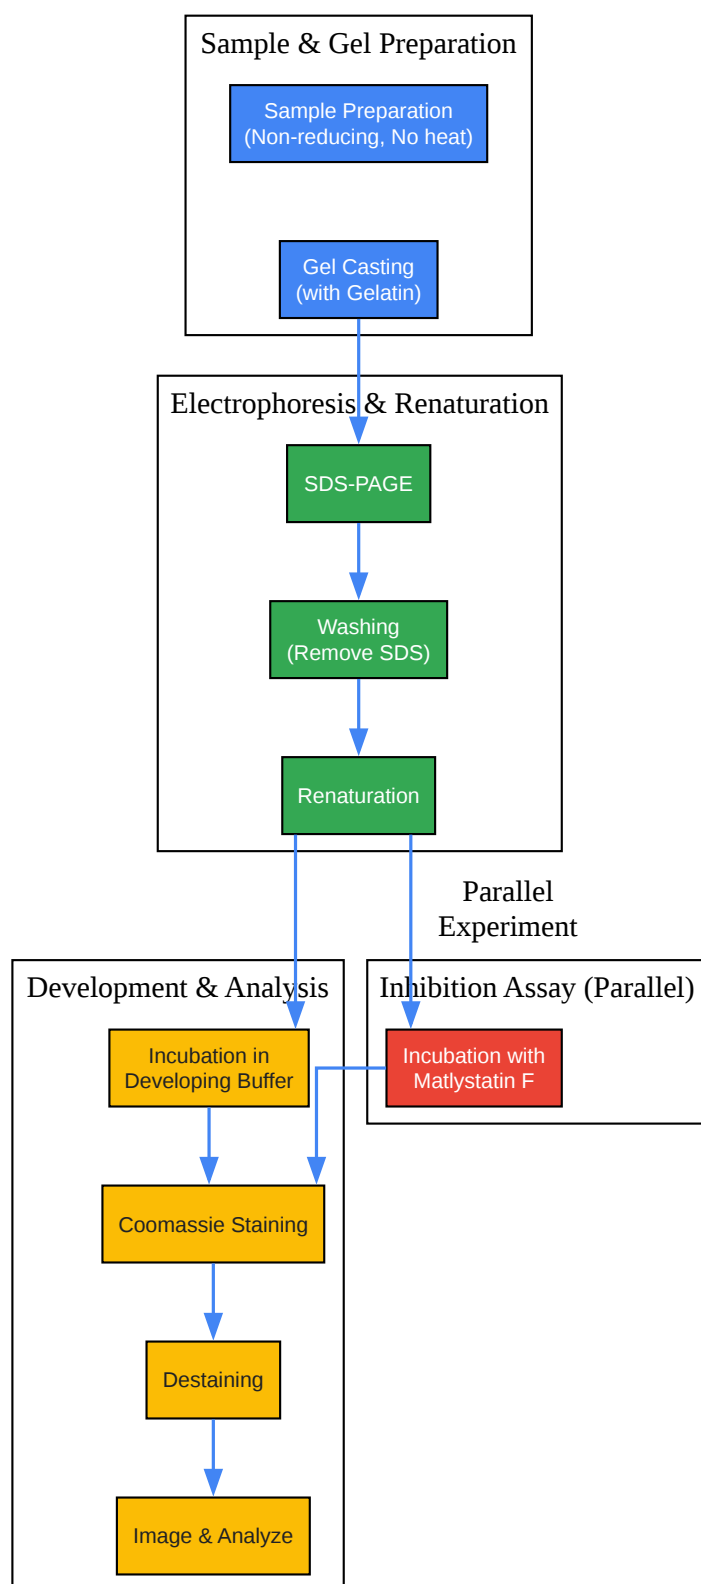 Sample & Gel Preparation
Sample Preparation
(Non-reducing, No heat)
Gel Casting
(with Gelatin)
Electrophoresis & Renaturation
SDS-PAGE
Washing
(Remove SDS)
Renaturation
Parallel
Experiment
Development & Analysis
Inhibition Assay (Parallel)
Incubation in
Developing Buffer
Incubation with
Matlystatin F
Coomassie Staining
Destaining
Image & Analyze